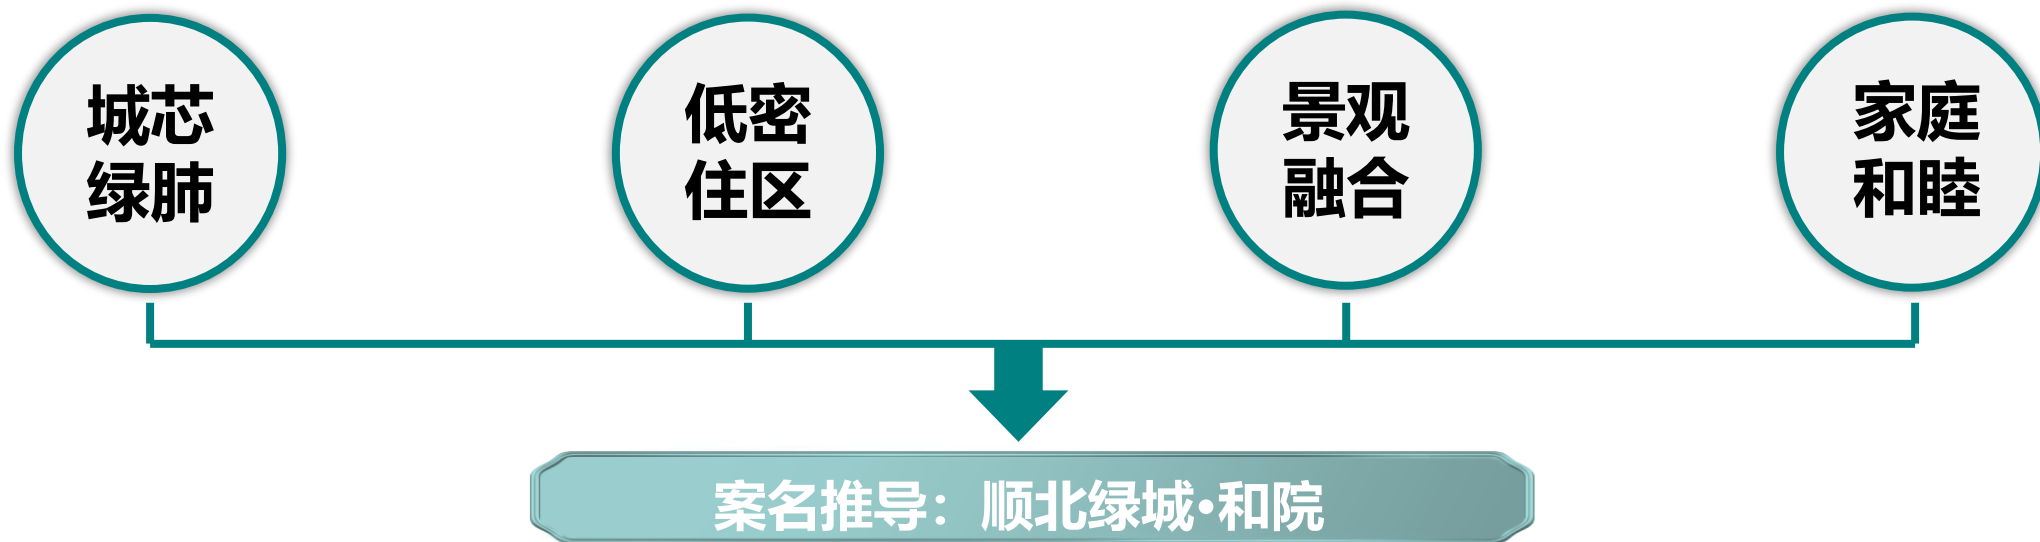 城芯
绿肺
低密
住区
景观
融合
家庭
和睦
案名推导：顺北绿城·和院